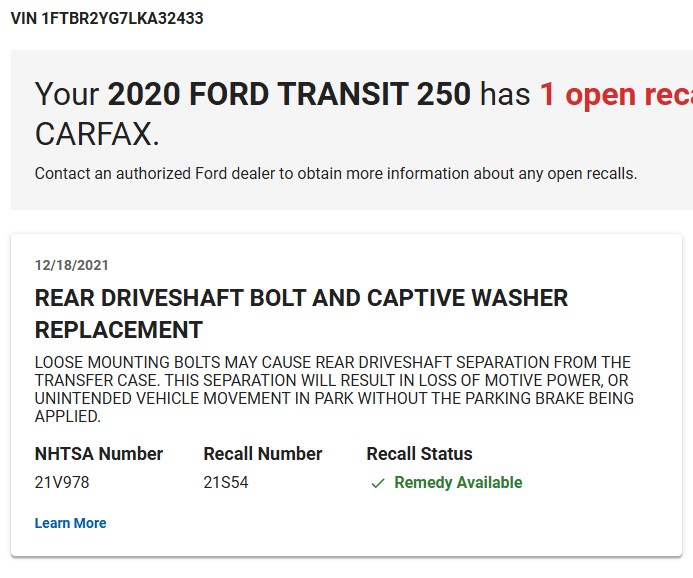 VIN 1FTBR2YG7LKA32433
Your 2020 FORD TRANSIT 250 has 1 open reca
CARFAX.
Contact an authorized Ford dealer to obtain more information about any open recalls.
12/18/2021
REAR DRIVESHAFT BOLT AND CAPTIVE WASHER
REPLACEMENT
LOOSE MOUNTING BOLTS MAY CAUSE REAR DRIVESHAFT SEPARATION FROM THE
TRANSFER CASE. THIS SEPARATION WILL RESULT IN LOSS OF MOTIVE POWER, OR
UNINTENDED VEHICLE MOVEMENT IN PARK WITHOUT THE PARKING BRAKE BEING
APPLIED.
NHTSA Number Recall Number Recall Status
21V978 21S54 Remedy Available
Learn More